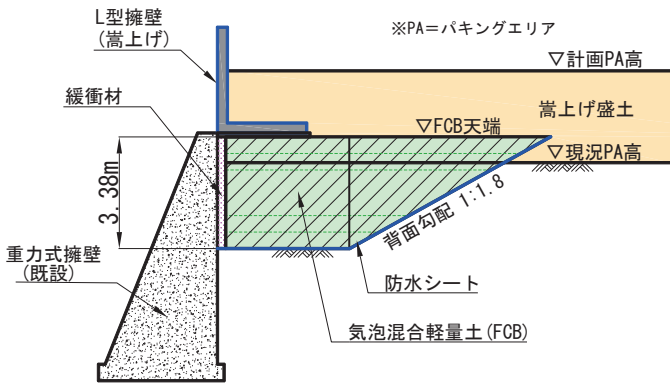 L型擁壁
(嵩上げ)
※PA=パキングエリア
▽計画PA高
緩衝材
嵩上げ盛土
▽FCB天端
▽現況PA高
3.38m
背面勾配 1:1.8
重力式擁壁
(既設)
防水シート
気泡混合軽量土(FCB)